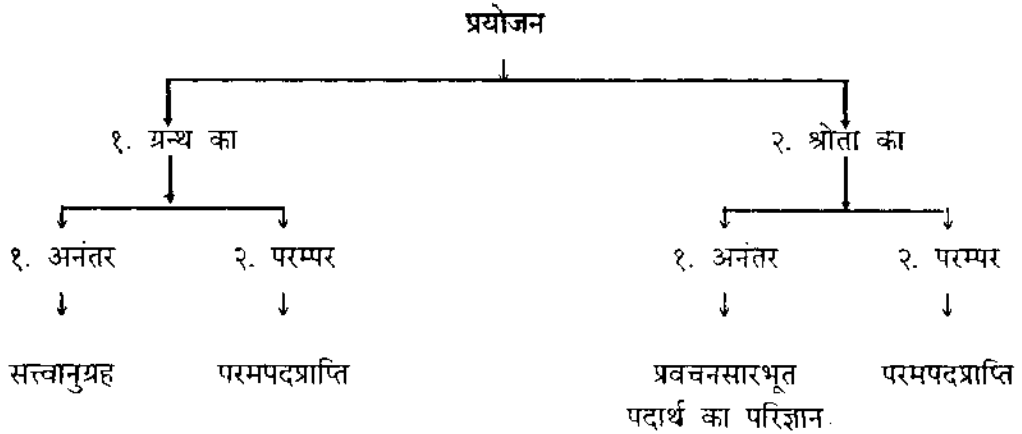 प्रयोजन
१. ग्रन्थ का २. श्रोता का
१. अनंतर २. परम्पर १. अनंतर २. परम्पर
सत्त्वानुग्रह परमपदप्राप्ति प्रवचनसारभूत परमपदप्राप्ति
पदार्थ का परिज्ञान